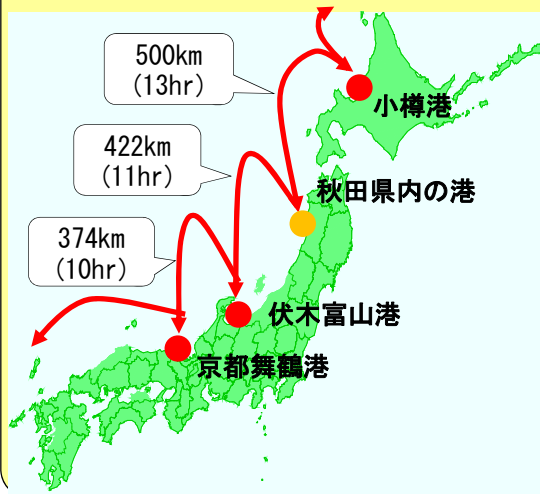 500km
(13hr)
小樽港
422km
(11hr)
秋田県内の港
374km
(10hr)
伏木富山港
京都舞鶴港